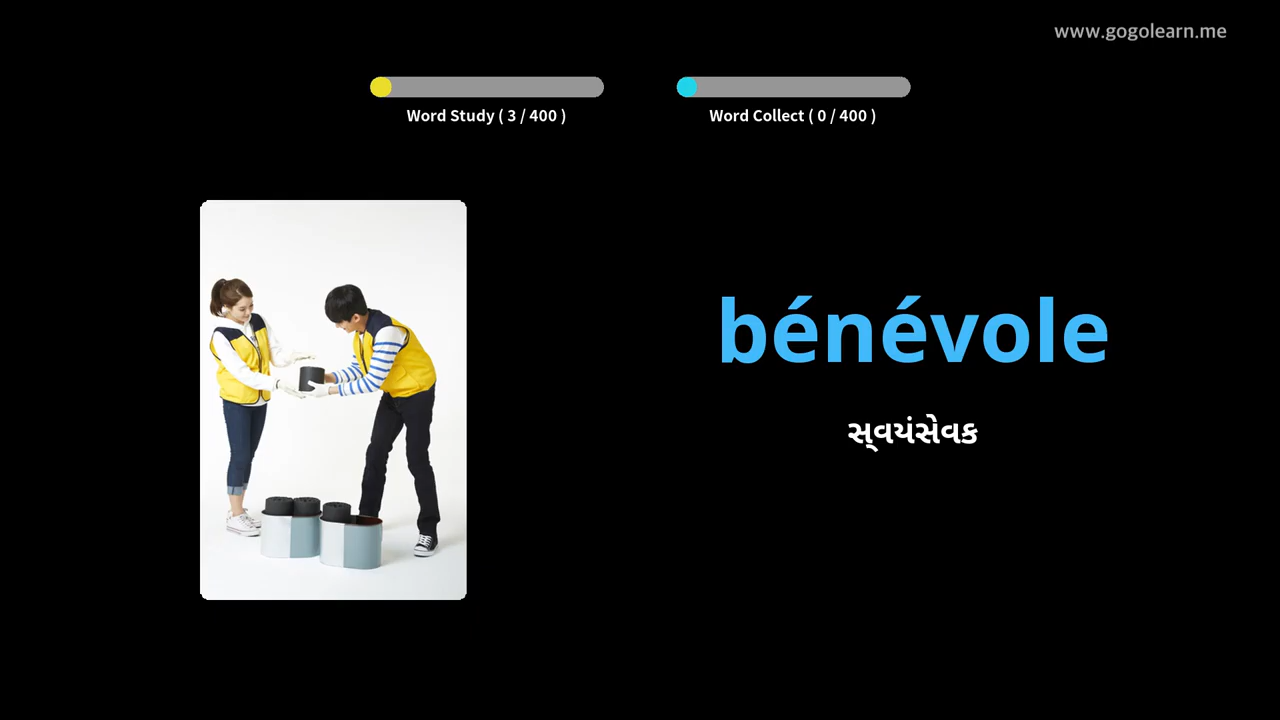 www.gogolearn.me
Word Study ( 3 / 400 )
Word Collect ( 0 / 400 )
bénévole
સ્વયંસેવક